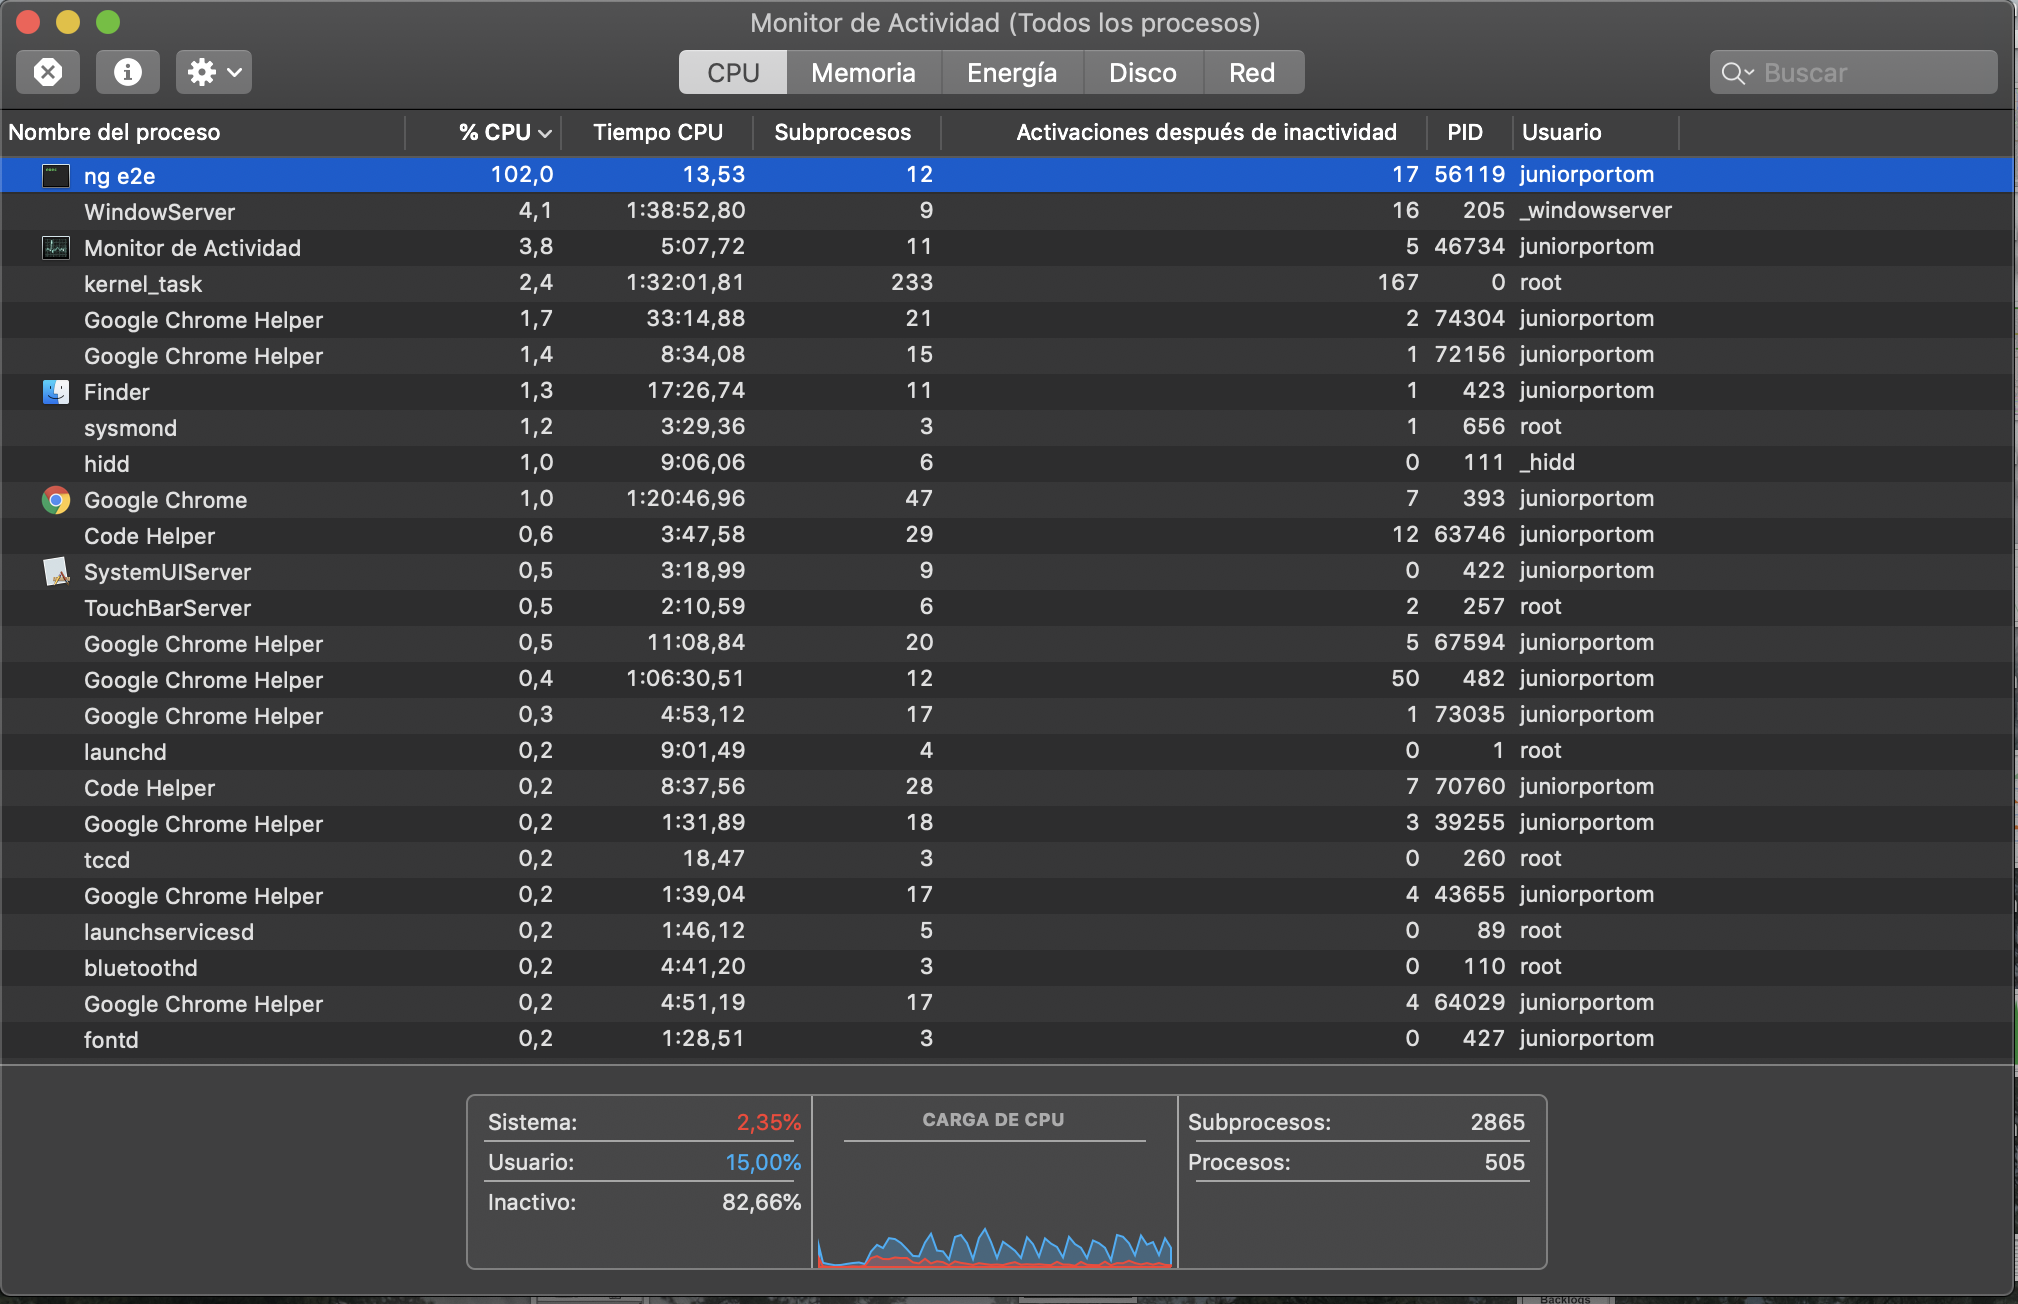 Monitor de Actividad (Todos los procesos)
CPU Memoria Energía Disco Red Buscar
Nombre del proceso % CPU Tiempo CPU Subprocesos Activaciones después de inactividad PID Usuario
ng e2e 102,0 13,53 12 17 56119 juniorportom
WindowServer 4,1 1:38:52,80 9 16 205 _windowserver
Monitor de Actividad 3,8 5:07,72 11 5 46734 juniorportom
kernel_task 2,4 1:32:01,81 233 167 0 root
Google Chrome Helper 1,7 33:14,88 21 2 74304 juniorportom
Google Chrome Helper 1,4 8:34,08 15 1 72156 juniorportom
Finder 1,3 17:26,74 11 1 423 juniorportom
sysmond 1,2 3:29,36 3 1 656 root
hidd 1,0 9:06,06 6 0 111 _hidd
Google Chrome 1,0 1:20:46,96 47 7 393 juniorportom
Code Helper 0,6 3:47,58 29 12 63746 juniorportom
SystemUIServer 0,5 3:18,99 9 0 422 juniorportom
TouchBarServer 0,5 2:10,59 6 2 257 root
Google Chrome Helper 0,5 11:08,84 20 5 67594 juniorportom
Google Chrome Helper 0,4 1:06:30,51 12 50 482 juniorportom
Google Chrome Helper 0,3 4:53,12 17 1 73035 juniorportom
launchd 0,2 9:01,49 4 0 1 root
Code Helper 0,2 8:37,56 28 7 70760 juniorportom
Google Chrome Helper 0,2 1:31,89 18 3 39255 juniorportom
tccd 0,2 18,47 3 0 260 root
Google Chrome Helper 0,2 1:39,04 17 4 43655 juniorportom
launchservicesd 0,2 1:46,12 5 0 89 root
bluetoothd 0,2 4:41,20 3 0 110 root
Google Chrome Helper 0,2 4:51,19 17 4 64029 juniorportom
fontd 0,2 1:28,51 3 0 427 juniorportom
Sistema: 2,35% CARGA DE CPU Subprocesos: 2865
Usuario: 15,00% Procesos: 505
Inactivo: 82,66%
Backlogs